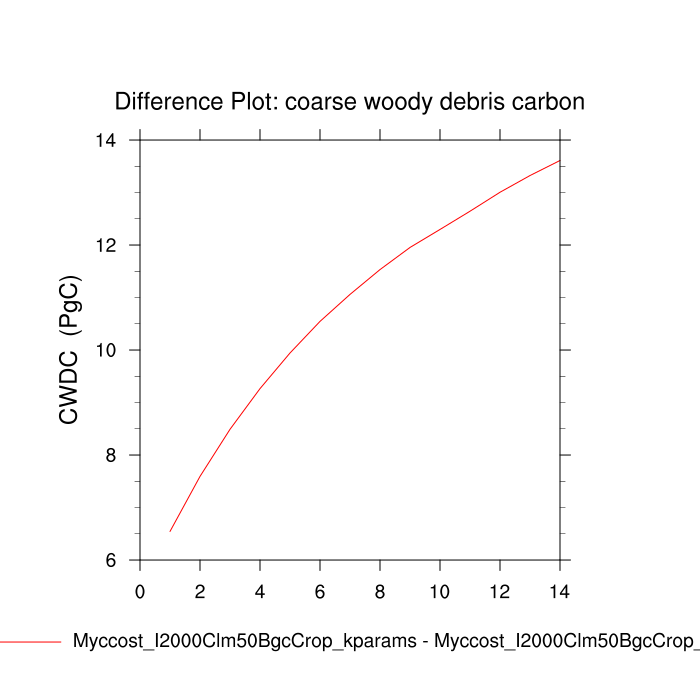 Difference Plot: coarse woody debris carbon
14
12
10
8
6
CWDC (PgC)
0 2 4 6 8 10 12 14
Myccost_I2000Clm50BgcCrop_kparams - Myccost_I2000Clm50BgcCrop_